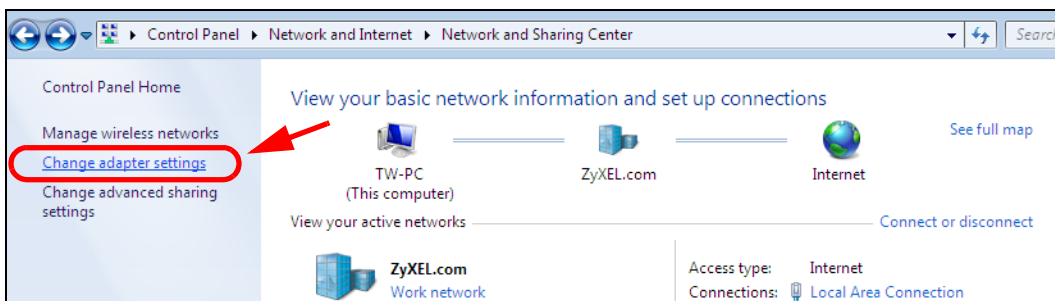 Control Panel Network and Internet Network and Sharing Center
Control Panel Home
Manage wireless networks
Change adapter settings
Change advanced sharing
settings
View your basic network information and set up connections
See full map
TW-PC
(This computer)
ZyXEL.com
Internet
View your active networks
Connect or disconnect
ZyXEL.com
Work network
Access type: Internet
Connections: Local Area Connection